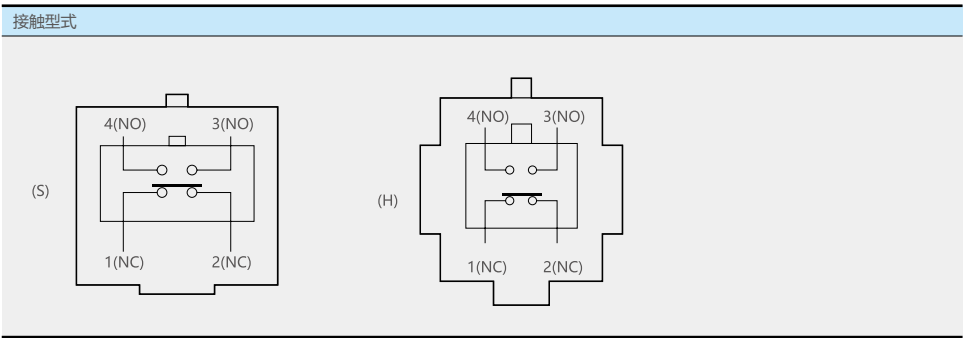 接触型式
4(NO) 3(NO)
(S)
1(NC) 2(NC)
4(NO) 3(NO)
(H)
1(NC) 2(NC)